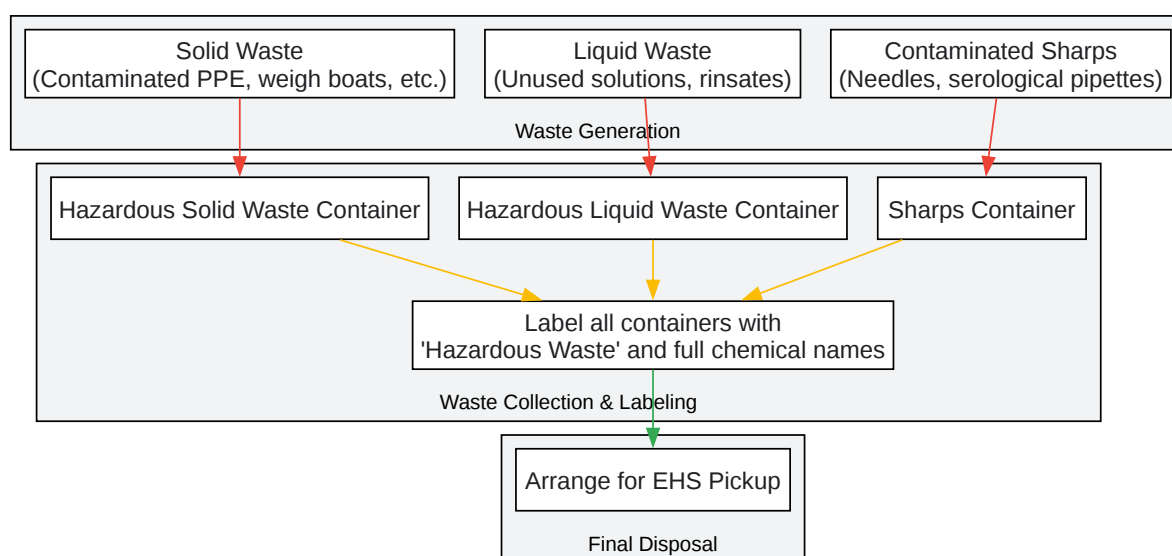 Solid Waste
(Contaminated PPE, weigh boats, etc.)
Liquid Waste
(Unused solutions, rinsates)
Contaminated Sharps
(Needles, serological pipettes)
Waste Generation
Hazardous Solid Waste Container
Hazardous Liquid Waste Container
Sharps Container
Label all containers with
'Hazardous Waste' and full chemical names
Waste Collection & Labeling
Arrange for EHS Pickup
Final Disposal